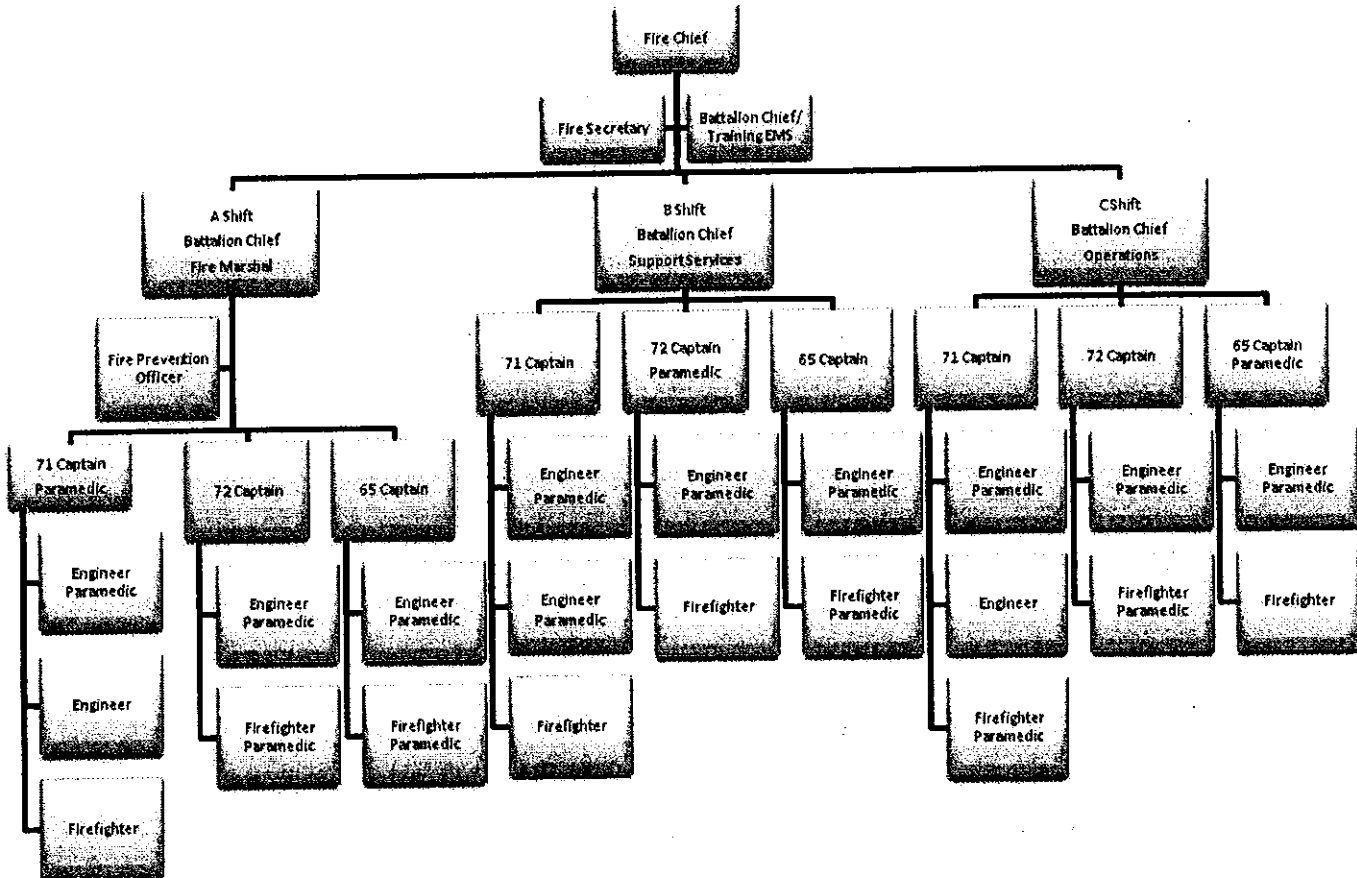 Fire Chief
Fire Secretary
Battalion Chief/
Training EMS
A Shift
Battalion Chief
Fire Marshal
B Shift
Batallion Chief
Support Services
C Shift
Battalion Chief
Operations
Fire Prevention
Officer
71 Captain
Paramedic
72 Captain
65 Captain
Engineer
Paramedic
Engineer
Firefighter
Engineer
Paramedic
Firefighter
Paramedic
Engineer
Paramedic
Firefighter
Paramedic
71 Captain
72 Captain
Paramedic
65 Captain
Engineer
Paramedic
Engineer
Paramedic
Firefighter
Engineer
Paramedic
Firefighter
Engineer
Paramedic
Firefighter
Paramedic
71 Captain
72 Captain
65 Captain
Paramedic
Engineer
Paramedic
Engineer
Firefighter
Paramedic
Engineer
Paramedic
Firefighter
Paramedic
Engineer
Paramedic
Firefighter